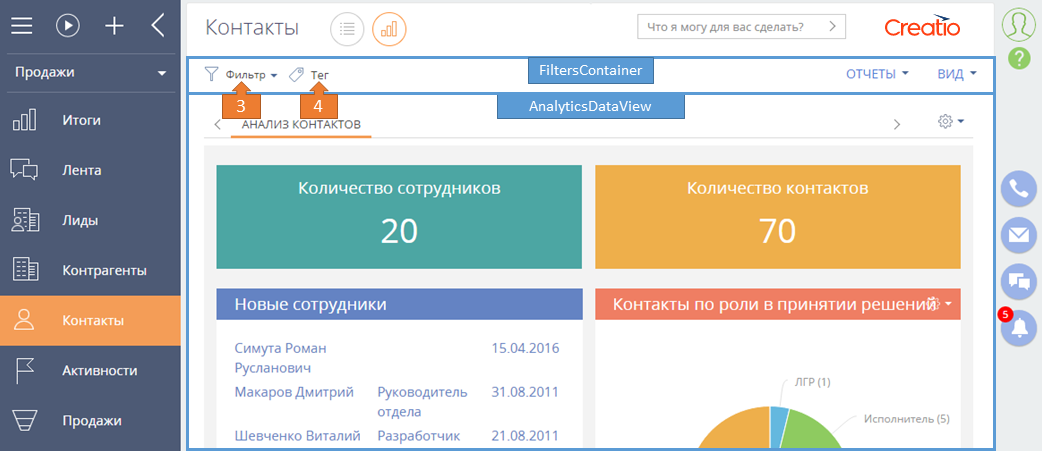 Контакты
Что я могу для вас сделать?
Creatio
?
Продажи
Итоги
Лента
Лиды
Контрагенты
Контакты
Активности
Продажи
Фильтр
Тег
FiltersContainer
ОТЧЕТЫ
ВИД
3
4
AnalyticsDataView
АНАЛИЗ КОНТАКТОВ
Количество сотрудников
20
Количество контактов
70
Новые сотрудники
Симута Роман 15.04.2016
Русланович
Макаров Дмитрий Руководитель 31.08.2011
отдела
Шевченко Виталий Разработчик 21.08.2011
Контакты по роли в принятии решений
ЛГР (1)
Исполнитель (5)
5